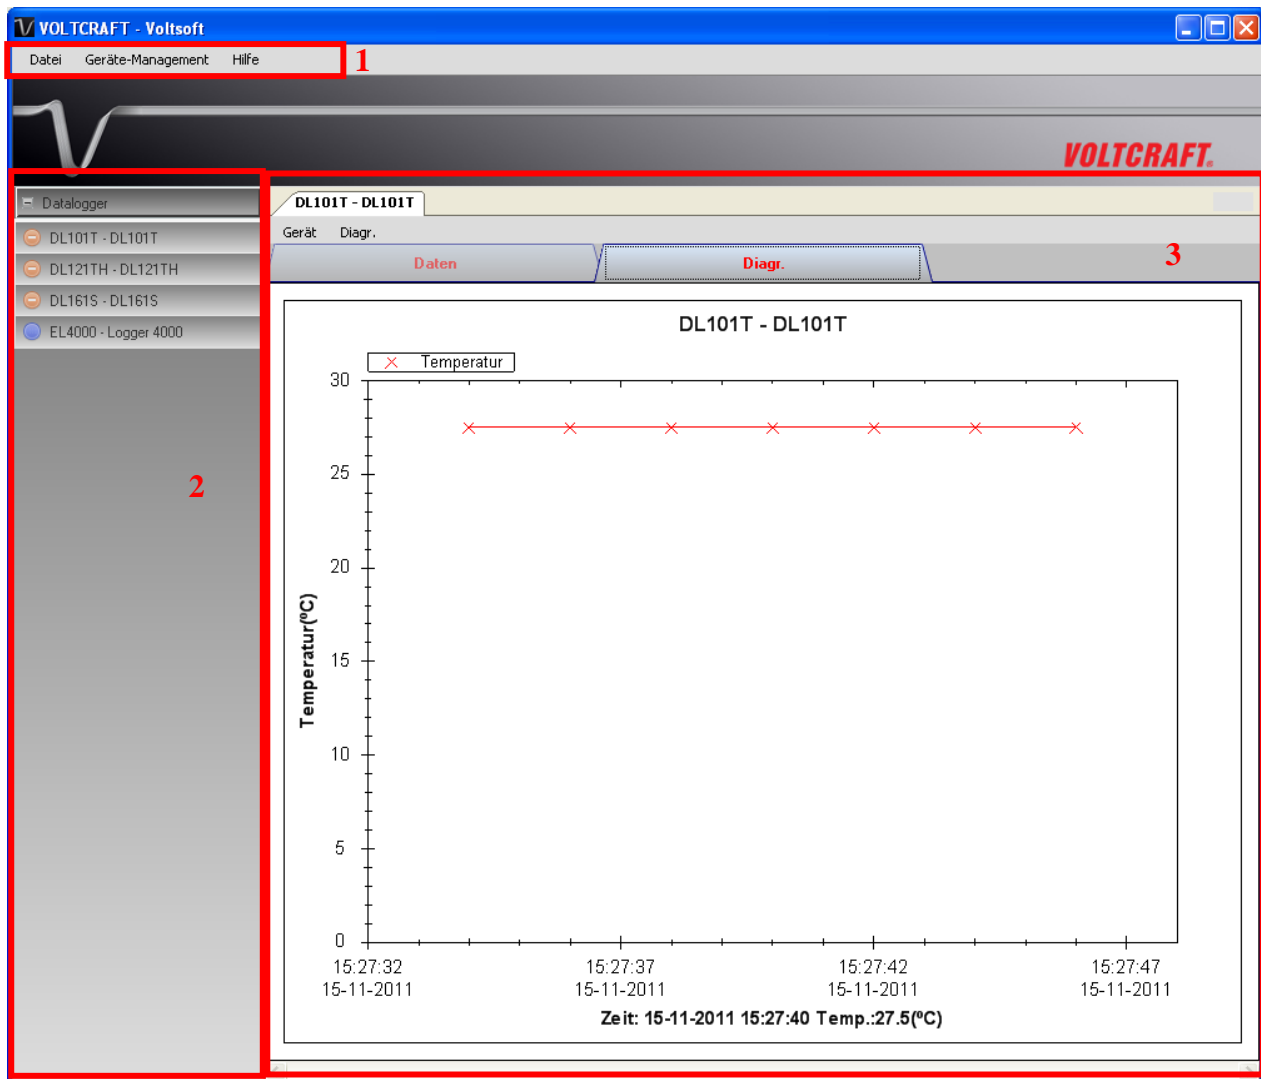 VOLTCRAFT - Voltsoft
Datei Geräte-Management Hilfe
1
VOLTCRAFT®
Datalogger
DL101T - DL101T
DL121TH - DL121TH
DL161S - DL161S
EL4000 - Logger 4000
2
DL101T - DL101T
Gerät Diagr.
3
Daten Diagr.
DL101T - DL101T
Temperatur
30
25
20
15
10
5
0
Temperatur(ºC)
15:27:32 15:27:37 15:27:42 15:27:47
15-11-2011 15-11-2011 15-11-2011 15-11-2011
Zeit: 15-11-2011 15:27:40 Temp.:27.5(ºC)